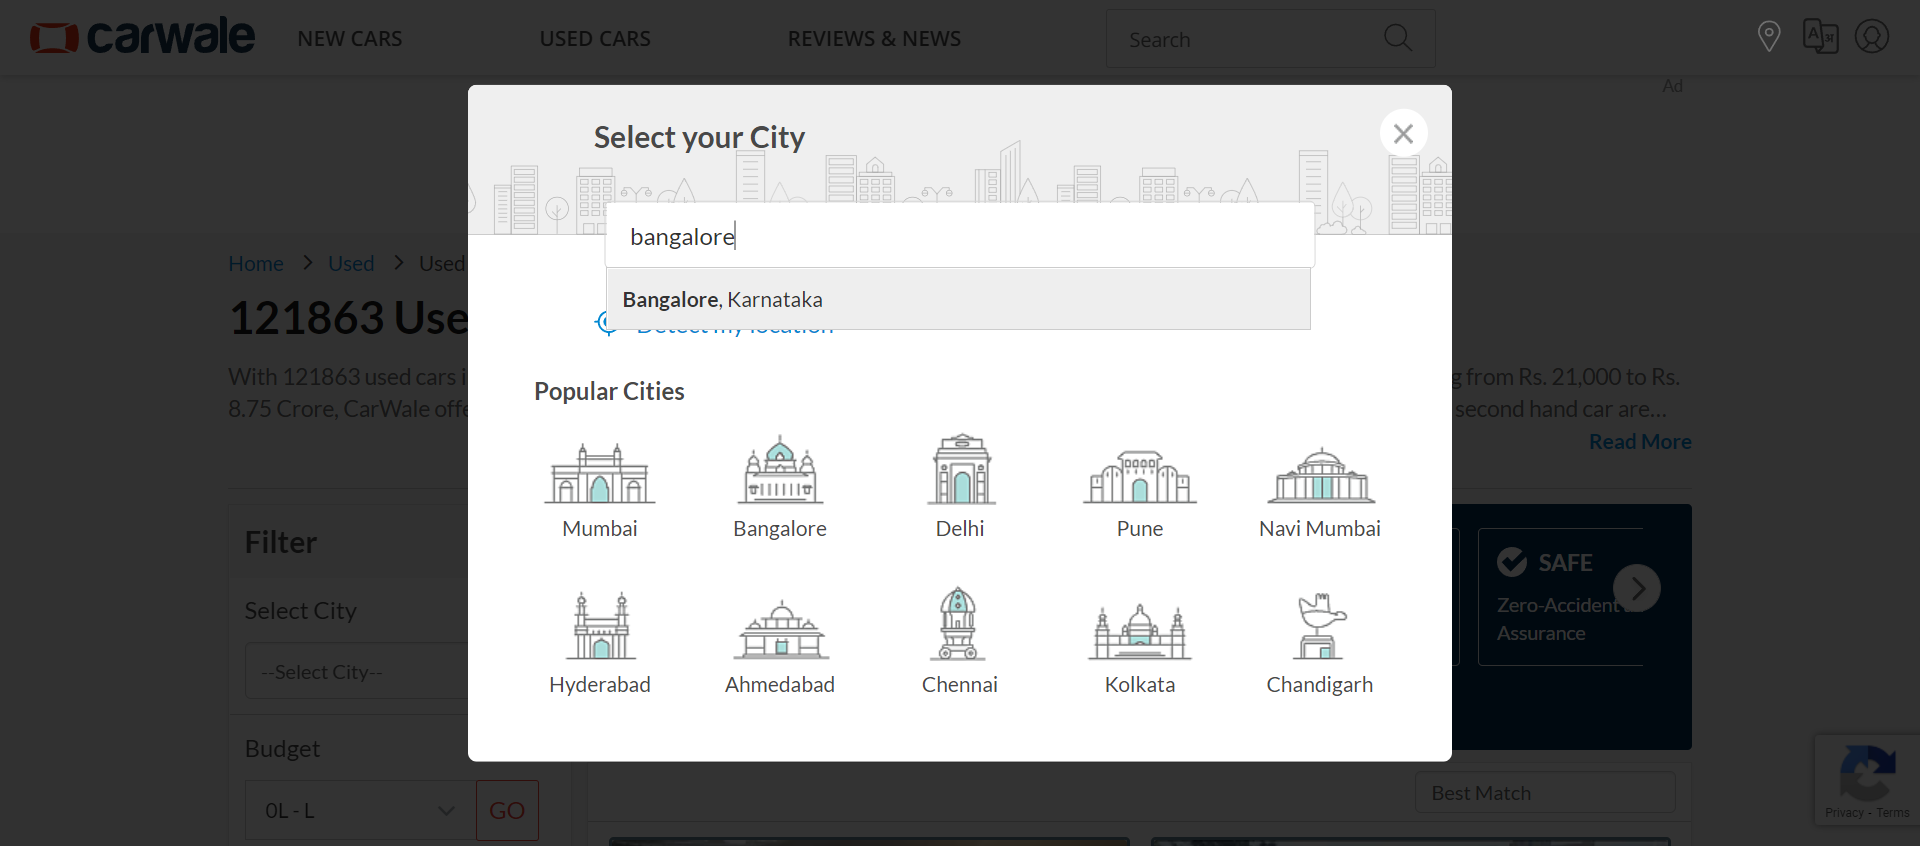 carwale NEW CARS USED CARS REVIEWS & NEWS Search
Ad
Select your City
bangalore
Bangalore, Karnataka
Detect my location
Home > Used > Used
121863 Use
With 121863 used cars i
g from Rs. 21,000 to Rs.
8.75 Crore, CarWale offe
second hand car are...
Read More
Popular Cities
Mumbai Bangalore Delhi Pune Navi Mumbai
Hyderabad Ahmedabad Chennai Kolkata Chandigarh
Filter
Select City
--Select City--
Budget
0L - L GO
SAFE
Zero-Accident
Assurance
Best Match
Privacy - Terms